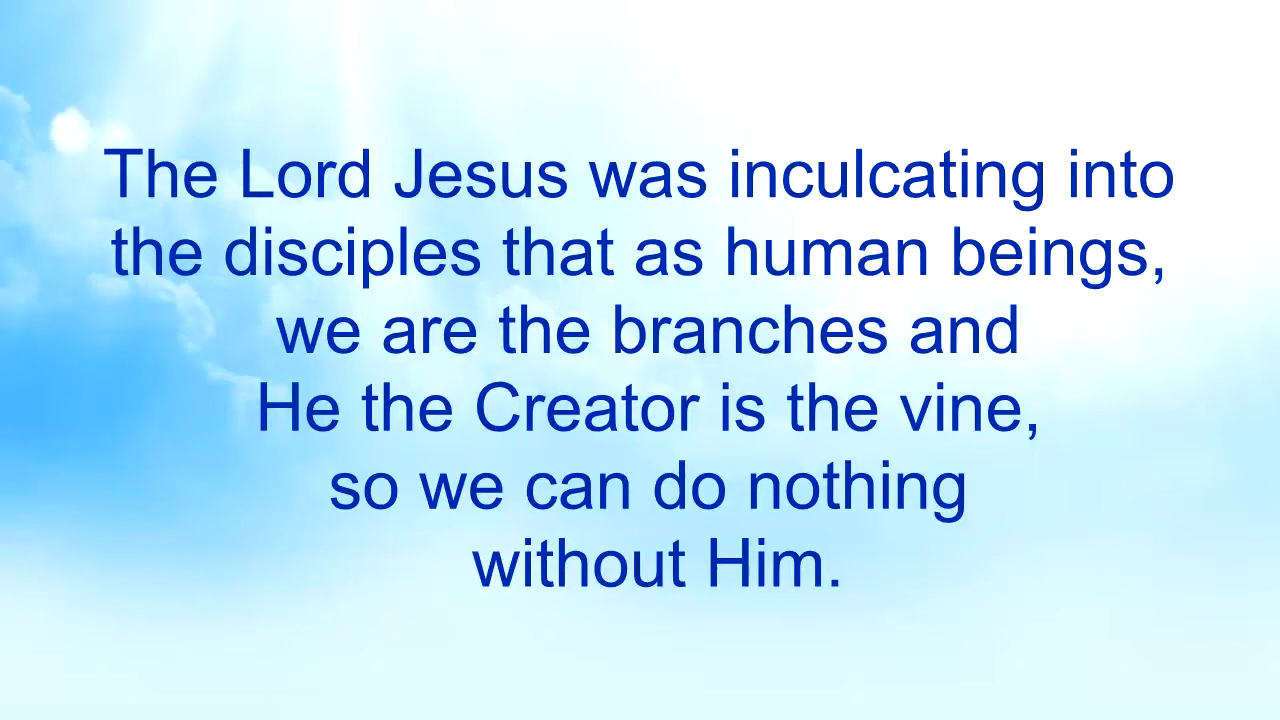 The Lord Jesus was inculcating into
the disciples that as human beings,
we are the branches and
He the Creator is the vine,
so we can do nothing
without Him.